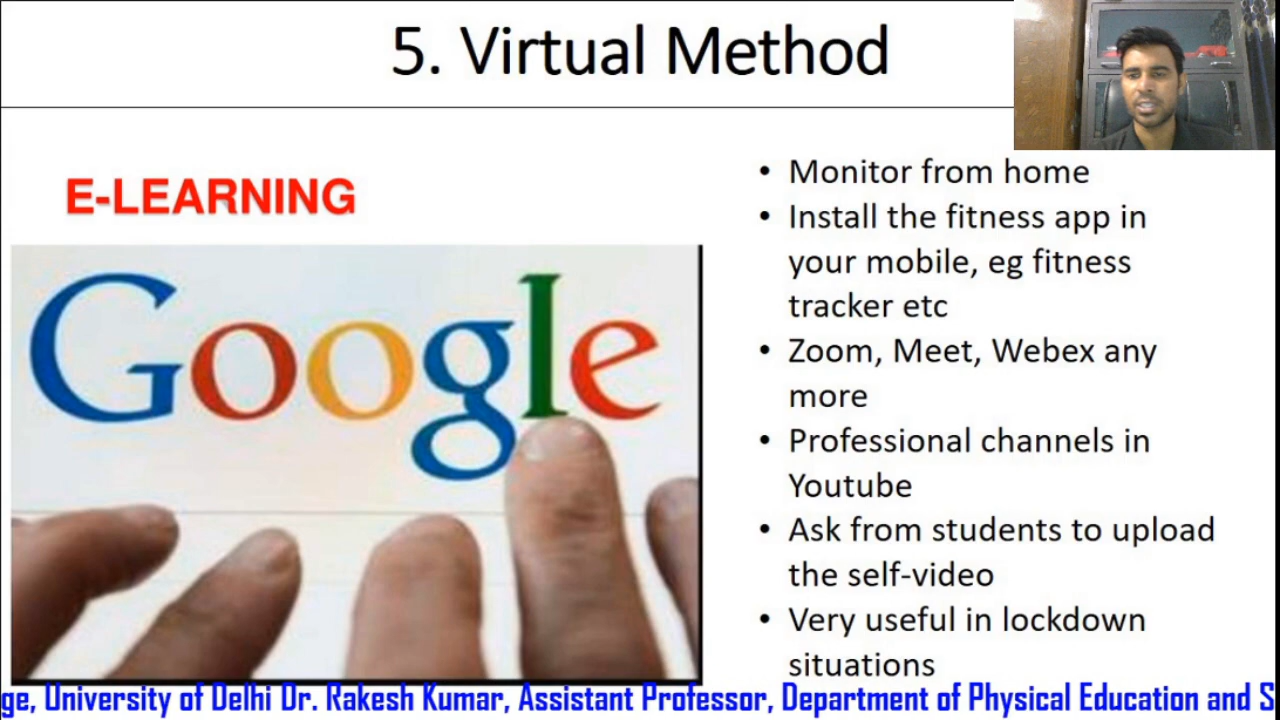 5. Virtual Method
E-LEARNING
Google
• Monitor from home
• Install the fitness app in
your mobile, eg fitness
tracker etc
• Zoom, Meet, Webex any
more
• Professional channels in
Youtube
• Ask from students to upload
the self-video
• Very useful in lockdown
situations
ge, University of Delhi Dr. Rakesh Kumar, Assistant Professor, Department of Physical Education and S